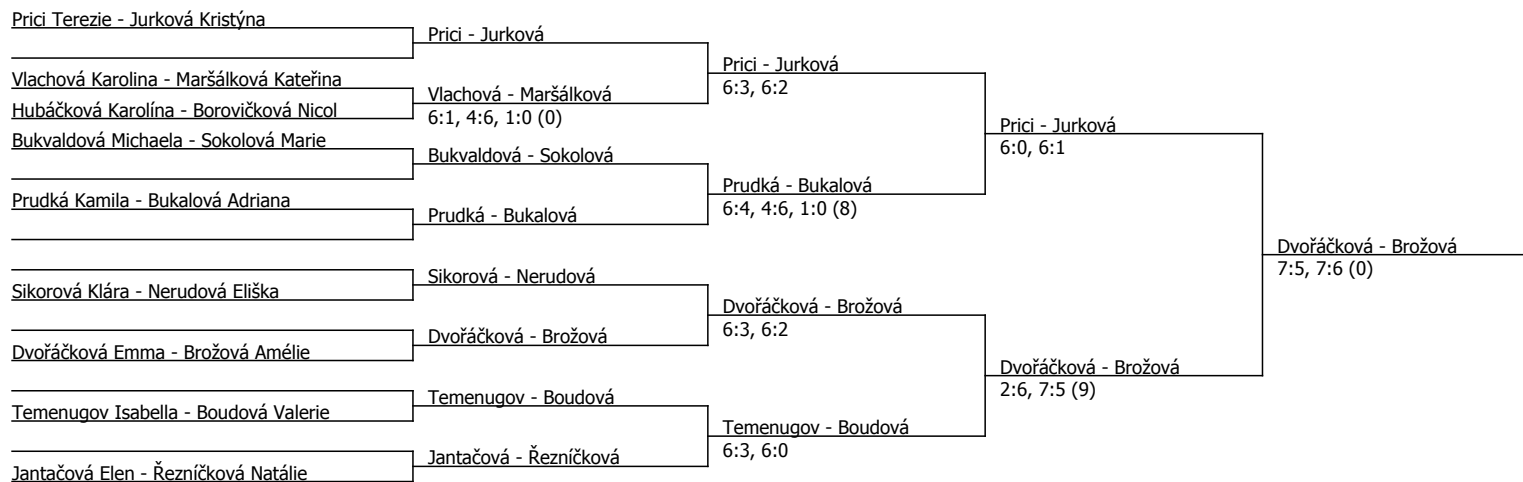 Prici Terezie - Jurková Kristýna
Vlachová Karolina - Maršálková Kateřina
Hubáčková Karolína - Borovičková Nicol
Bukvaldová Michaela - Sokolová Marie
Prudká Kamila - Bukalová Adriana
Sikorová Klára - Nerudová Eliška
Dvořáčková Emma - Brožová Amélie
Temenugov Isabella - Boudová Valerie
Jantačová Elen - Řezníčková Natálie
Prici - Jurková
Vlachová - Maršálková
6:1, 4:6, 1:0 (0)
Bukvaldová - Sokolová
Prudká - Bukalová
Sikorová - Nerudová
Dvořáčková - Brožová
Temenugov - Boudová
Jantačová - Řezníčková
Prici - Jurková
6:3, 6:2
Prudká - Bukalová
6:4, 4:6, 1:0 (8)
Dvořáčková - Brožová
6:3, 6:2
Temenugov - Boudová
6:3, 6:0
Prici - Jurková
6:0, 6:1
Dvořáčková - Brožová
2:6, 7:5 (9)
Dvořáčková - Brožová
7:5, 7:6 (0)